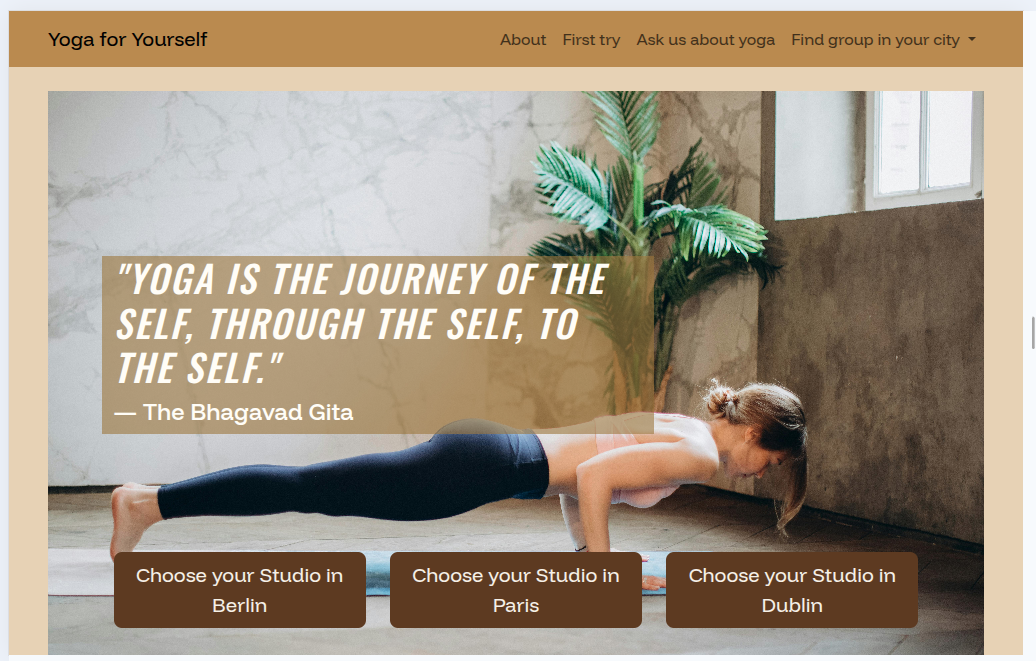 Yoga for Yourself
About First try Ask us about yoga Find group in your city
"YOGA IS THE JOURNEY OF THE
SELF, THROUGH THE SELF, TO
THE SELF."
— The Bhagavad Gita
Choose your Studio in
Berlin
Choose your Studio in
Paris
Choose your Studio in
Dublin